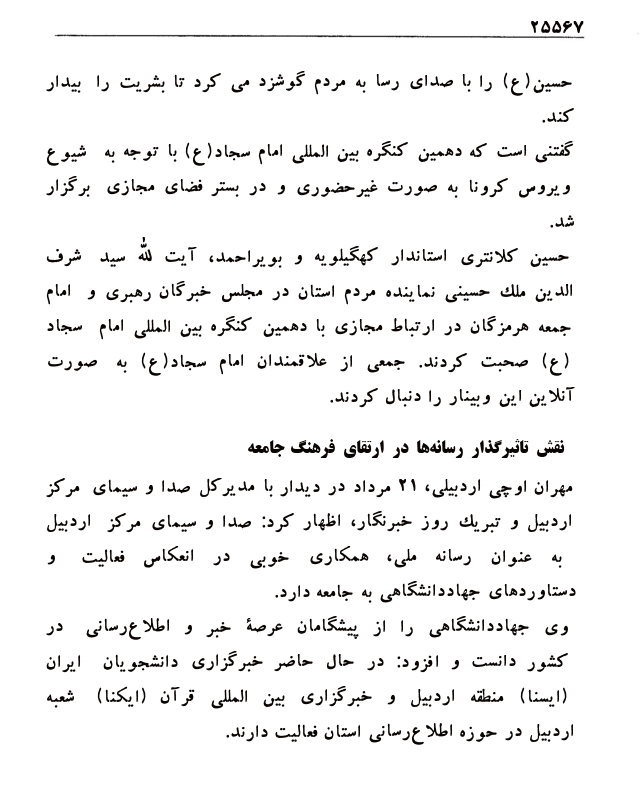 ۲۵۵۶۷
حسین(ع) را با صدای رسا به مردم گوشزد می کرد تا بشریت را بیدار
کند.
گفتنی است که دهمین کنگره بین المللی امام سجاد(ع) با توجه به شیوع
ویروس کرونا به صورت غیرحضوری و در بستر فضای مجازی برگزار
شد.
حسین کلانتری استاندار کهگیلویه و بویراحمد، آیت لله سید شرف
الدین ملك حسینی نماینده مردم استان در مجلس خبرگان رهبری و امام
جمعه هرمزگان در ارتباط مجازی با دهمین کنگره بین المللی امام سجاد
(ع) صحبت کردند. جمعی از علاقمندان امام سجاد(ع) به صورت
آنلاین این وبینار را دنبال کردند.
نقش تاثیرگذار رسانه‌ها در ارتقای فرهنگ جامعه
مهران اوچی اردبیلی، ۲۱ مرداد در دیدار با مدیرکل صدا و سیمای مرکز
اردبیل و تبریك روز خبرنگار، اظهار کرد: صدا و سیمای مرکز اردبیل
به عنوان رسانه ملی، همکاری خوبی در انعکاس فعالیت و
دستاوردهای جهاددانشگاهی به جامعه دارد.
وی جهاددانشگاهی را از پیشگامان عرصهٔ خبر و اطلاع‌رسانی در
کشور دانست و افزود: در حال حاضر خبرگزاری دانشجویان ایران
(ایسنا) منطقه اردبیل و خبرگزاری بین المللی قرآن (ایکنا) شعبه
اردبیل در حوزه اطلاع‌رسانی استان فعالیت دارند.